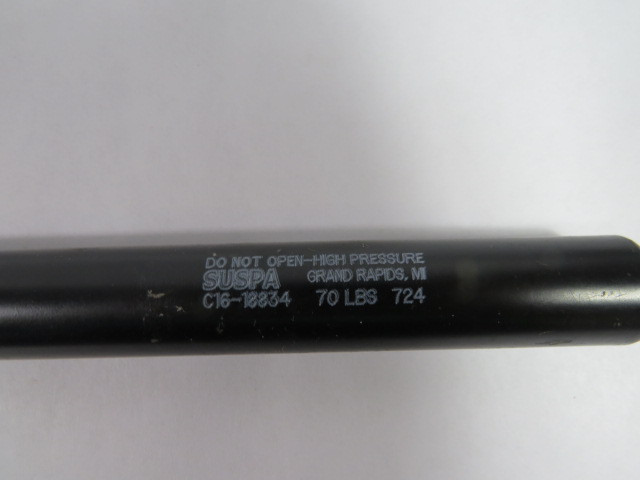 DO NOT OPEN-HIGH PRESSURE
SUSPA GRAND RAPIDS, MI
C16-18834 70 LBS 724